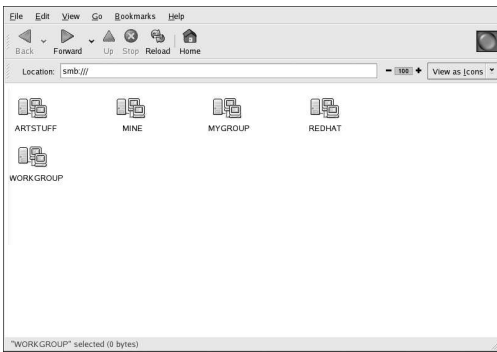 File Edit View Go Bookmarks Help
Back Forward Up Stop Reload Home
Location: smb:/// 100 View as Icons
ARTSTUFF MINE MYGROUP REDHAT
WORKGROUP
"WORKGROUP" selected (0 bytes)